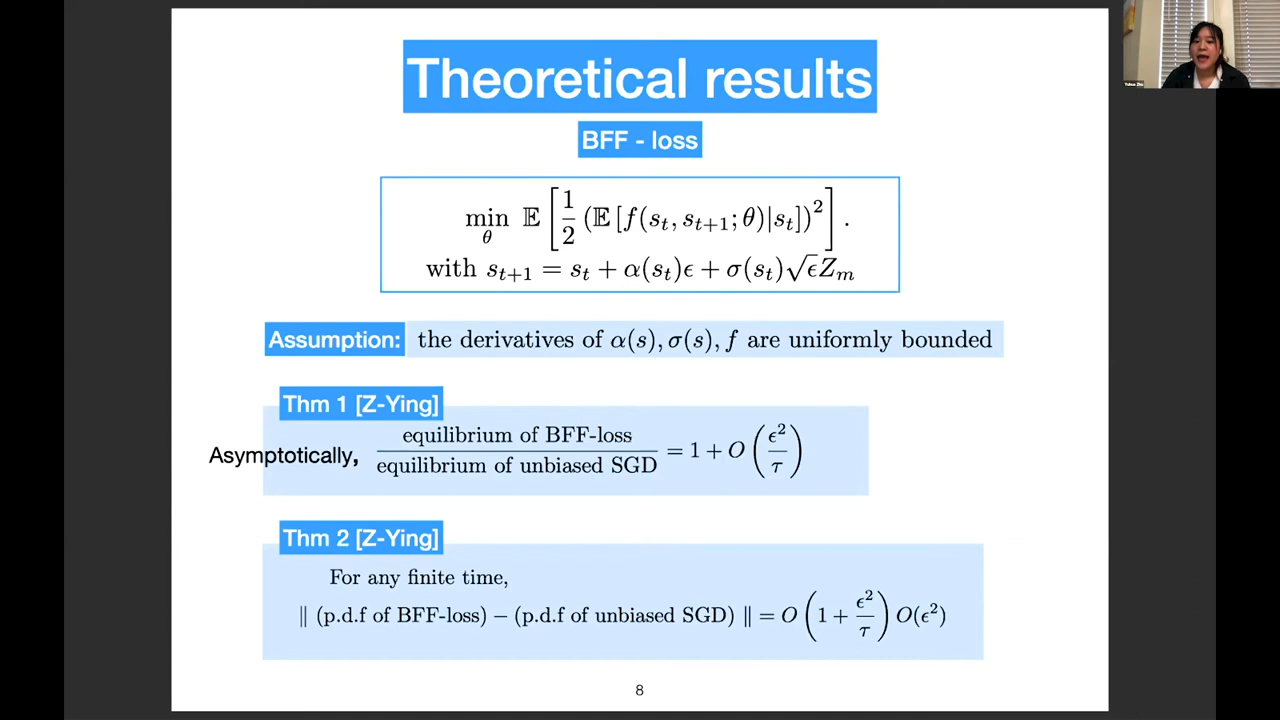 Theoretical results
BFF - loss
min_θ 𝔼 [ 1/2 (𝔼 [f(s_t, s_{t+1}; θ)|s_t])^2 ] .
with s_{t+1} = s_t + α(s_t)ϵ + σ(s_t)√ϵ Z_m
Assumption: the derivatives of α(s), σ(s), f are uniformly bounded
Thm 1 [Z-Ying]
Asymptotically, equilibrium of BFF-loss / equilibrium of unbiased SGD = 1 + O(ϵ^2/τ)
Thm 2 [Z-Ying]
For any finite time,
‖ (p.d.f of BFF-loss) − (p.d.f of unbiased SGD) ‖ = O(1 + ϵ^2/τ) O(ϵ^2)
8